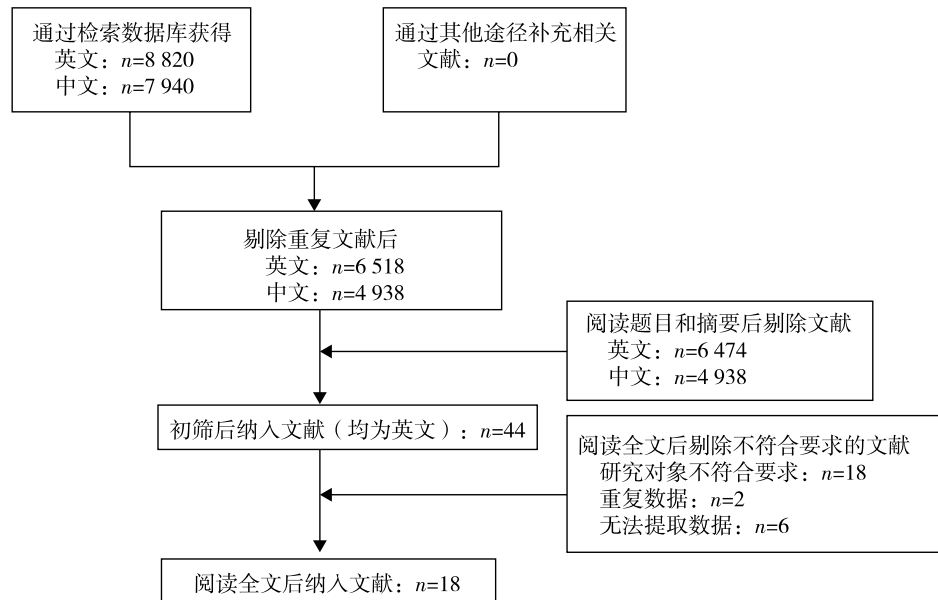 通过检索数据库获得
英文：n=8 820
中文：n=7 940
通过其他途径补充相关
文献：n=0
剔除重复文献后
英文：n=6 518
中文：n=4 938
阅读题目和摘要后剔除文献
英文：n=6 474
中文：n=4 938
初筛后纳入文献（均为英文）：n=44
阅读全文后剔除不符合要求的文献
研究对象不符合要求：n=18
重复数据：n=2
无法提取数据：n=6
阅读全文后纳入文献：n=18